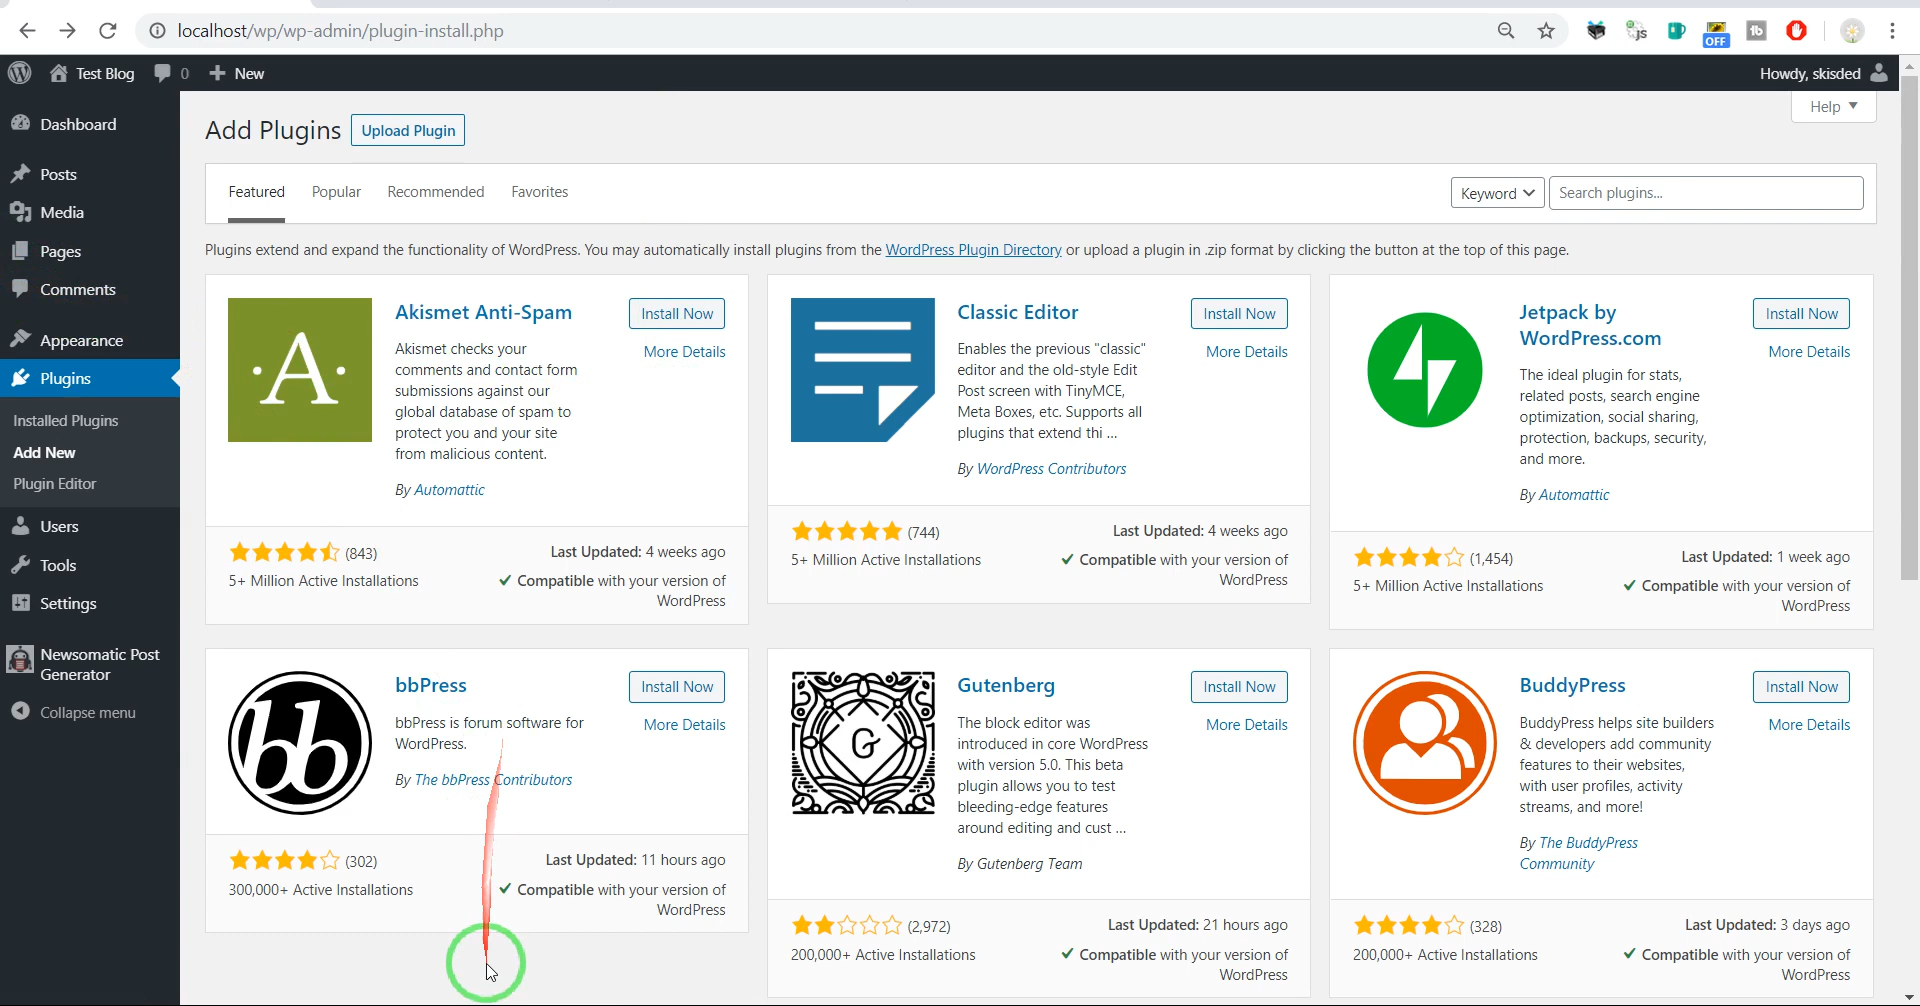 localhost/wp/wp-admin/plugin-install.php
js
OFF
tb
Test Blog 0 New
Howdy, skisded
Help
Dashboard
Posts
Media
Pages
Comments
Appearance
Plugins
Installed Plugins
Add New
Plugin Editor
Users
Tools
Settings
Newsomatic Post
Generator
Collapse menu
Add Plugins Upload Plugin
Featured Popular Recommended Favorites
Keyword Search plugins...
Plugins extend and expand the functionality of WordPress. You may automatically install plugins from the WordPress Plugin Directory or upload a plugin in .zip format by clicking the button at the top of this page.
A
Akismet Anti-Spam
Install Now
More Details
Akismet checks your
comments and contact form
submissions against our
global database of spam to
protect you and your site
from malicious content.
By Automattic
(843)
Last Updated: 4 weeks ago
5+ Million Active Installations
Compatible with your version of
WordPress
Classic Editor
Install Now
More Details
Enables the previous "classic"
editor and the old-style Edit
Post screen with TinyMCE,
Meta Boxes, etc. Supports all
plugins that extend thi ...
By WordPress Contributors
(744)
Last Updated: 4 weeks ago
5+ Million Active Installations
Compatible with your version of
WordPress
Jetpack by
WordPress.com
Install Now
More Details
The ideal plugin for stats,
related posts, search engine
optimization, social sharing,
protection, backups, security,
and more.
By Automattic
(1,454)
Last Updated: 1 week ago
5+ Million Active Installations
Compatible with your version of
WordPress
bb
bbPress
Install Now
More Details
bbPress is forum software for
WordPress.
By The bbPress Contributors
(302)
Last Updated: 11 hours ago
300,000+ Active Installations
Compatible with your version of
WordPress
G
Gutenberg
Install Now
More Details
The block editor was
introduced in core WordPress
with version 5.0. This beta
plugin allows you to test
bleeding-edge features
around editing and cust ...
By Gutenberg Team
(2,972)
Last Updated: 21 hours ago
200,000+ Active Installations
Compatible with your version of
WordPress
BuddyPress
Install Now
More Details
BuddyPress helps site builders
& developers add community
features to their websites,
with user profiles, activity
streams, and more!
By The BuddyPress
Community
(328)
Last Updated: 3 days ago
200,000+ Active Installations
Compatible with your version of
WordPress